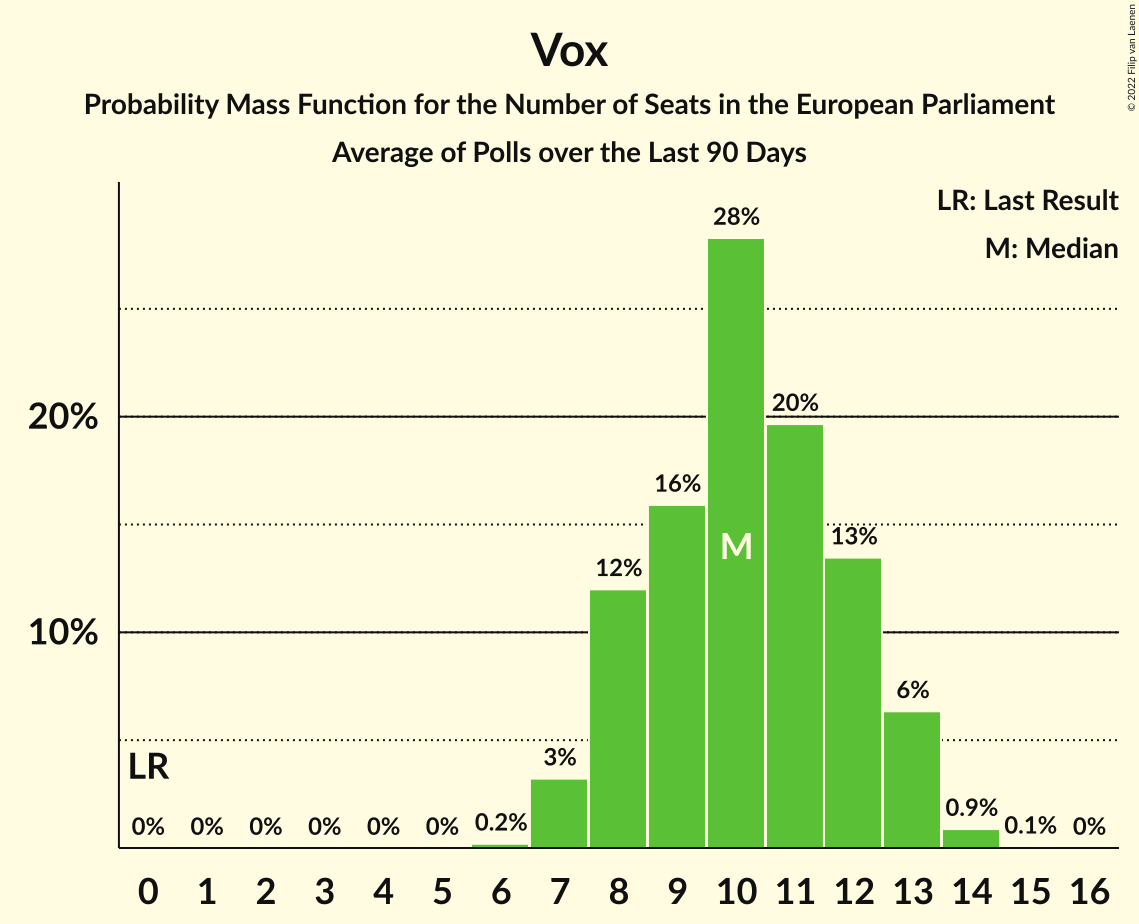 Vox
Probability Mass Function for the Number of Seats in the European Parliament
Average of Polls over the Last 90 Days
© 2022 Filip van Laenen
LR: Last Result
M: Median
28%
20%
20%
16%
M
13%
12%
10%
6%
3%
LR
0.9%
0% 0% 0% 0% 0% 0% 0.2% 0.1% 0%
0 1 2 3 4 5 6 7 8 9 10 11 12 13 14 15 16